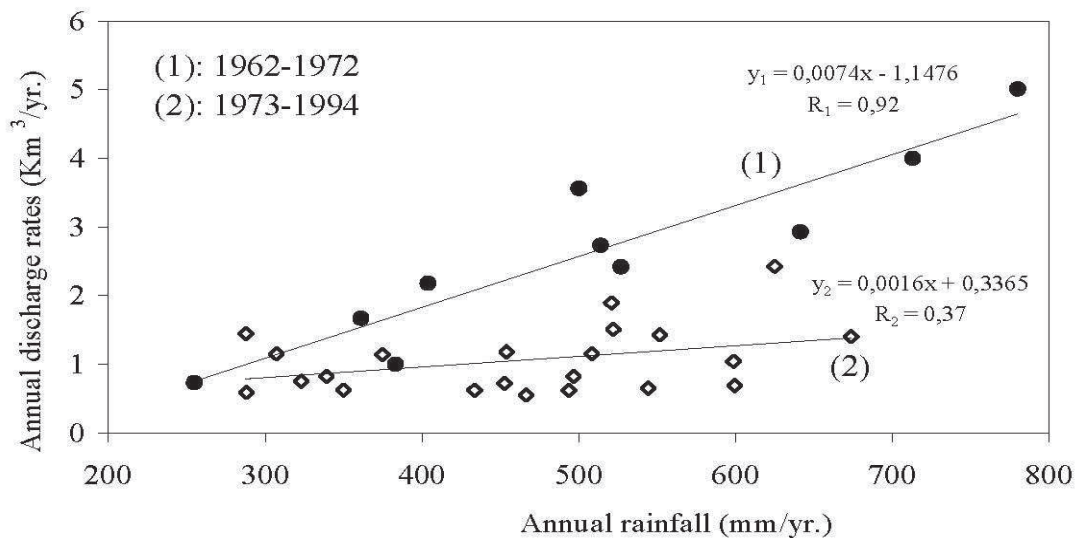 (1): 1962-1972
(2): 1973-1994
y₁ = 0,0074x - 1,1476
R₁ = 0,92
(1)
y₂ = 0,0016x + 0,3365
R₂ = 0,37
(2)
Annual discharge rates (Km³/yr.)
6
5
4
3
2
1
0
200 300 400 500 600 700 800
Annual rainfall (mm/yr.)